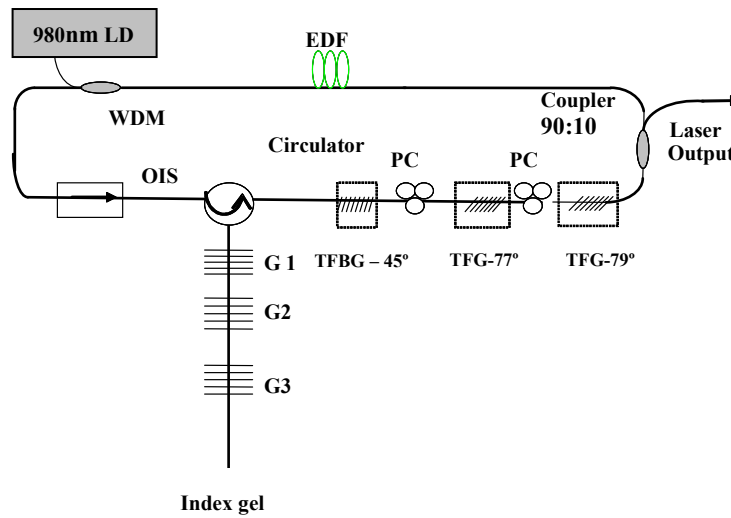 980nm LD
EDF
WDM
Coupler
90:10
Laser
Output
Circulator
OIS
PC
PC
G 1
TFBG – 45º
TFG-77º
TFG-79º
G2
G3
Index gel